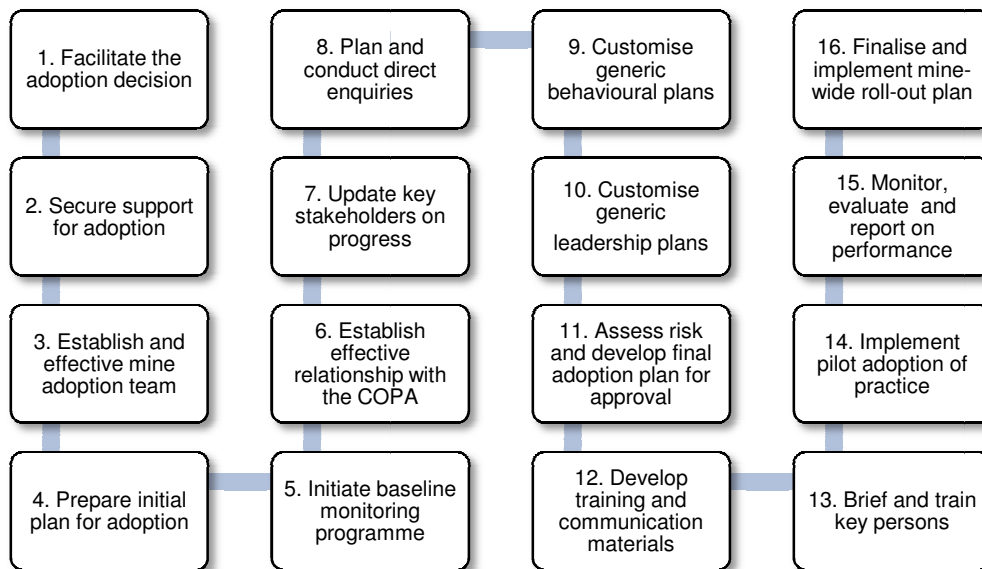 1. Facilitate the
adoption decision
2. Secure support
for adoption
3. Establish and
effective mine
adoption team
4. Prepare initial
plan for adoption
5. Initiate baseline
monitoring
programme
6. Establish
effective
relationship with
the COPA
7. Update key
stakeholders on
progress
8. Plan and
conduct direct
enquiries
9. Customise
generic
behavioural plans
10. Customise
generic
leadership plans
11. Assess risk
and develop final
adoption plan for
approval
12. Develop
training and
communication
materials
13. Brief and train
key persons
14. Implement
pilot adoption of
practice
15. Monitor,
evaluate and
report on
performance
16. Finalise and
implement mine-
wide roll-out plan